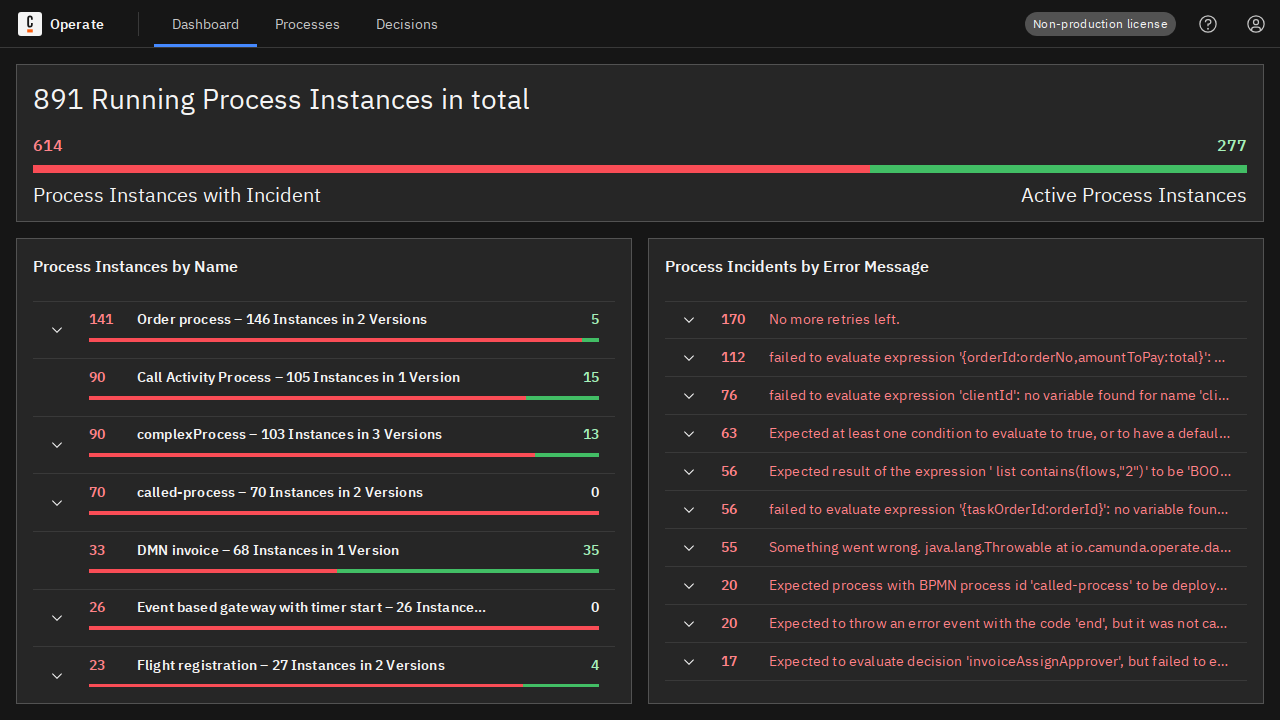 C Operate Dashboard Processes Decisions Non-production license
891 Running Process Instances in total
614 277
Process Instances with Incident Active Process Instances
Process Instances by Name
141 Order process – 146 Instances in 2 Versions 5
90 Call Activity Process – 105 Instances in 1 Version 15
90 complexProcess – 103 Instances in 3 Versions 13
70 called-process – 70 Instances in 2 Versions 0
33 DMN invoice – 68 Instances in 1 Version 35
26 Event based gateway with timer start – 26 Instance... 0
23 Flight registration – 27 Instances in 2 Versions 4
Process Incidents by Error Message
170 No more retries left.
112 failed to evaluate expression '{orderId:orderNo,amountToPay:total}': ...
76 failed to evaluate expression 'clientId': no variable found for name 'cli...
63 Expected at least one condition to evaluate to true, or to have a defaul...
56 Expected result of the expression ' list contains(flows,"2")' to be 'BOO...
56 failed to evaluate expression '{taskOrderId:orderId}': no variable foun...
55 Something went wrong. java.lang.Throwable at io.camunda.operate.da...
20 Expected process with BPMN process id 'called-process' to be deploy...
20 Expected to throw an error event with the code 'end', but it was not ca...
17 Expected to evaluate decision 'invoiceAssignApprover', but failed to e...